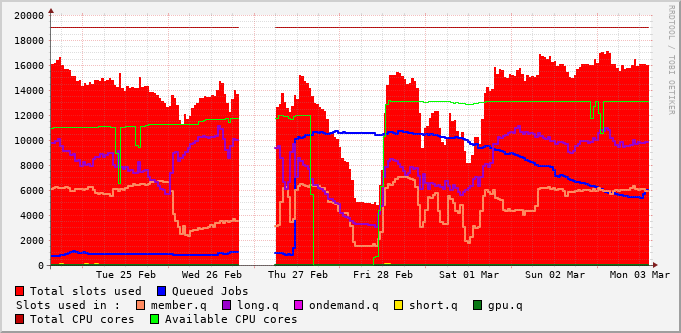 20000
18000
16000
14000
12000
10000
8000
6000
4000
2000
0
Tue 25 Feb Wed 26 Feb Thu 27 Feb Fri 28 Feb Sat 01 Mar Sun 02 Mar Mon 03 Mar
Total slots used Queued Jobs
Slots used in : member.q long.q ondemand.q short.q gpu.q
Total CPU cores Available CPU cores
RRDTOOL / TOBI OETIKER